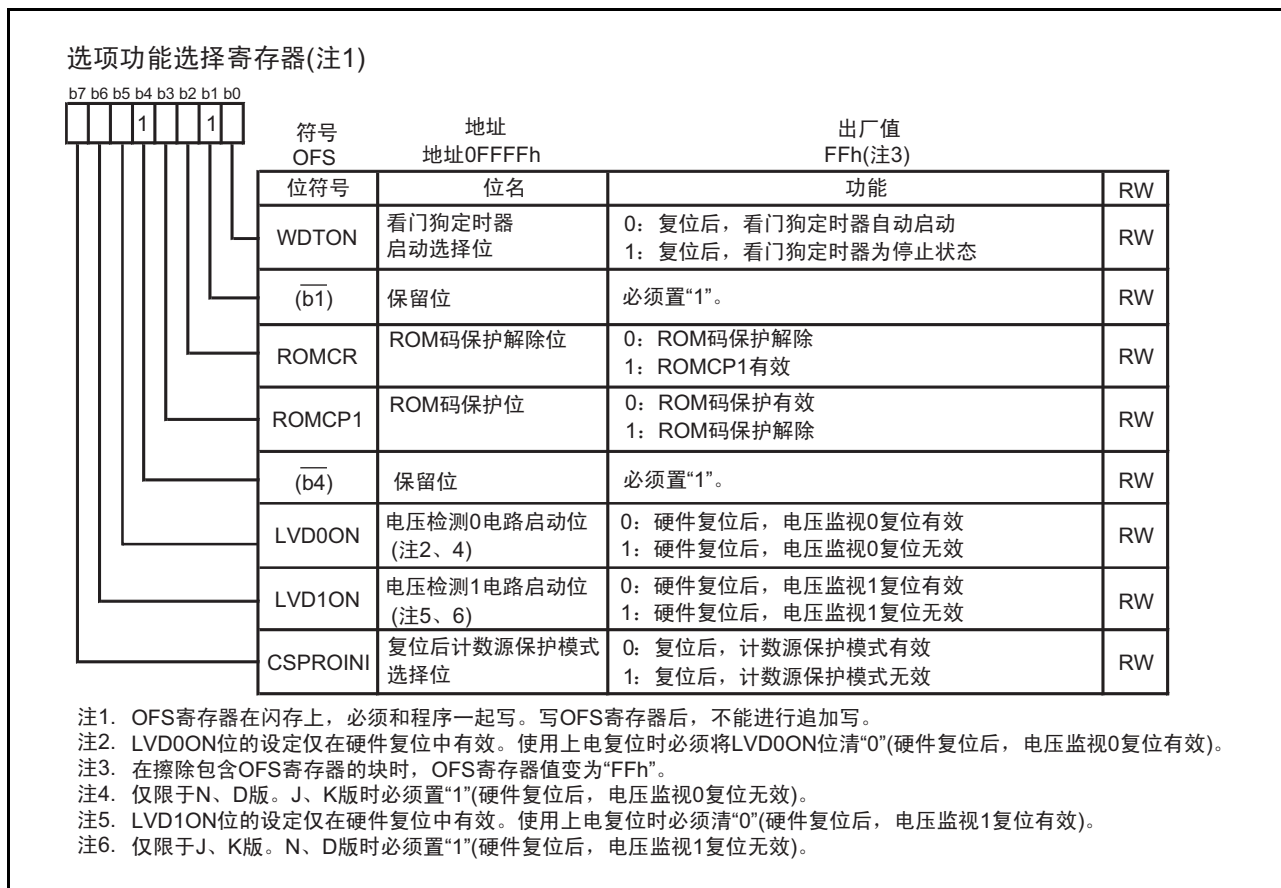 选项功能选择寄存器(注1)
b7 b6 b5 b4 b3 b2 b1 b0
1 1
符号 地址 出厂值
OFS 地址0FFFFh FFh(注3)
位符号 位名 功能 RW
WDTON 看门狗定时器 0：复位后，看门狗定时器自动启动 RW
启动选择位 1：复位后，看门狗定时器为停止状态
(b1) 保留位 必须置“1”。 RW
ROMCR ROM码保护解除位 0：ROM码保护解除 RW
1：ROMCP1有效
ROMCP1 ROM码保护位 0：ROM码保护有效 RW
1：ROM码保护解除
(b4) 保留位 必须置“1”。 RW
LVD0ON 电压检测0电路启动位 0：硬件复位后，电压监视0复位有效 RW
(注2、4) 1：硬件复位后，电压监视0复位无效
LVD1ON 电压检测1电路启动位 0：硬件复位后，电压监视1复位有效 RW
(注5、6) 1：硬件复位后，电压监视1复位无效
CSPROINI 复位后计数源保护模式 0：复位后，计数源保护模式有效 RW
选择位 1：复位后，计数源保护模式无效
注1. OFS寄存器在闪存上，必须和程序一起写。写OFS寄存器后，不能进行追加写。
注2. LVD0ON位的设定仅在硬件复位中有效。使用上电复位时必须将LVD0ON位清“0”(硬件复位后，电压监视0复位有效)。
注3. 在擦除包含OFS寄存器的块时，OFS寄存器值变为“FFh”。
注4. 仅限于N、D版。J、K版时必须置“1”(硬件复位后，电压监视0复位无效)。
注5. LVD1ON位的设定仅在硬件复位中有效。使用上电复位时必须清“0”(硬件复位后，电压监视1复位有效)。
注6. 仅限于J、K版。N、D版时必须置“1”(硬件复位后，电压监视1复位无效)。